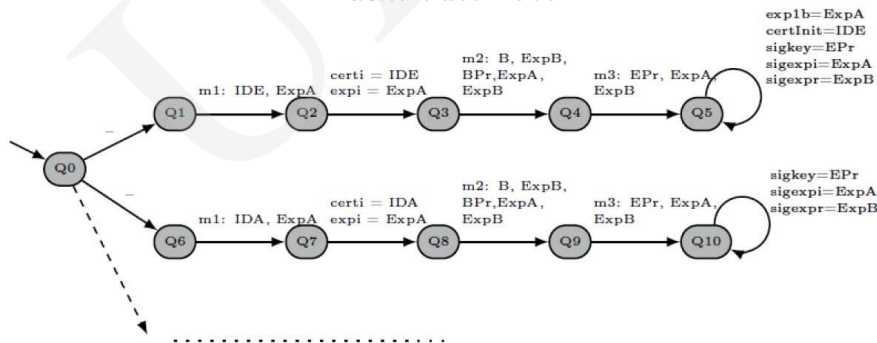 exp1b=ExpA
certInit=IDE
sigkey=EPr
sigexpi=ExpA
sigexpr=ExpB
m1: IDE, ExpA
certi = IDE
expi = ExpA
m2: B, ExpB,
BPr,ExpA,
ExpB
m3: EPr, ExpA,
ExpB
Q1
Q2
Q3
Q4
Q5
–
Q0
–
m1: IDA, ExpA
certi = IDA
expi = ExpA
m2: B, ExpB,
BPr,ExpA,
ExpB
m3: EPr, ExpA,
ExpB
sigkey=EPr
sigexpi=ExpA
sigexpr=ExpB
Q6
Q7
Q8
Q9
Q10